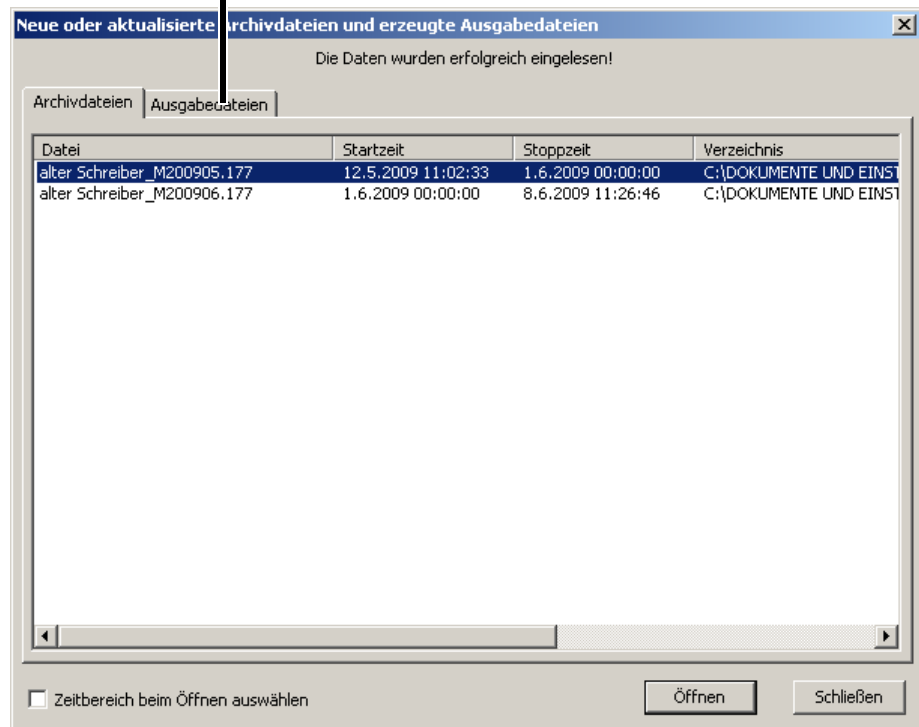 Neue oder aktualisierte Archivdateien und erzeugte Ausgabedateien
Die Daten wurden erfolgreich eingelesen!
Archivdateien Ausgabedateien
Datei Startzeit Stoppzeit Verzeichnis
alter Schreiber_M200905.177 12.5.2009 11:02:33 1.6.2009 00:00:00 C:\DOKUMENTE UND EINST
alter Schreiber_M200906.177 1.6.2009 00:00:00 8.6.2009 11:26:46 C:\DOKUMENTE UND EINST
Zeitbereich beim Öffnen auswählen Öffnen Schließen